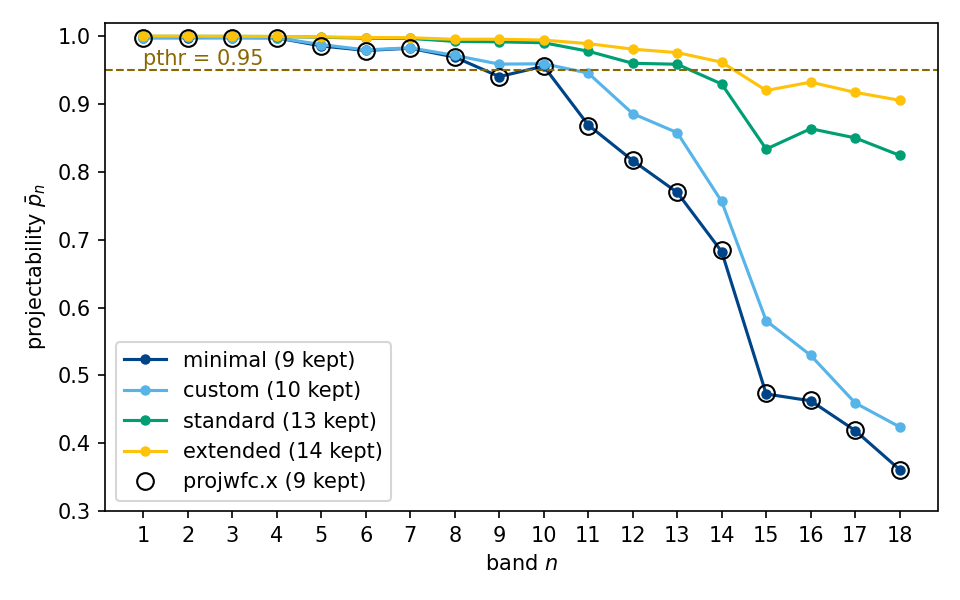 1.0
0.9
0.8
0.7
0.6
0.5
0.4
0.3
projectability p̄ₙ
pthr = 0.95
minimal (9 kept)
custom (10 kept)
standard (13 kept)
extended (14 kept)
projwfc.x (9 kept)
1 2 3 4 5 6 7 8 9 10 11 12 13 14 15 16 17 18
band n